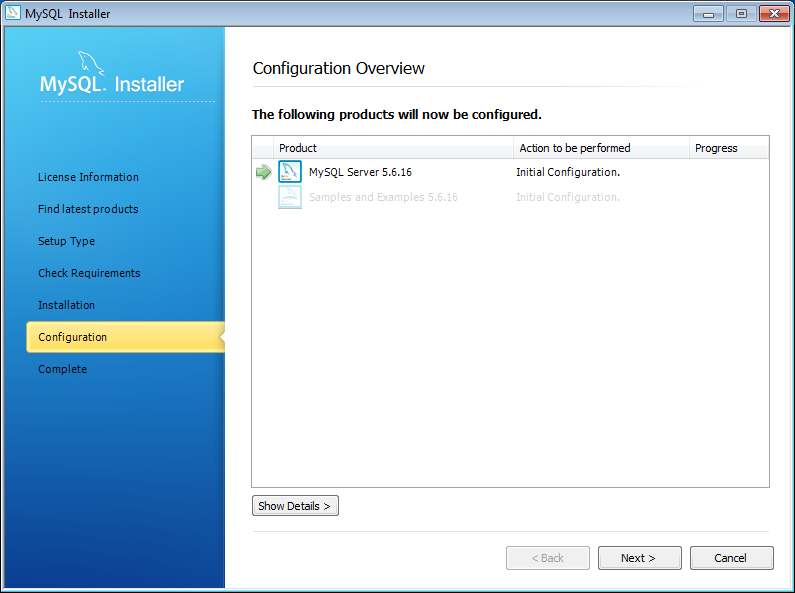 MySQL Installer
MySQL. Installer
License Information
Find latest products
Setup Type
Check Requirements
Installation
Configuration
Complete
Configuration Overview
The following products will now be configured.
Product Action to be performed Progress
MySQL Server 5.6.16 Initial Configuration.
Samples and Examples 5.6.16 Initial Configuration.
Show Details >
< Back Next > Cancel